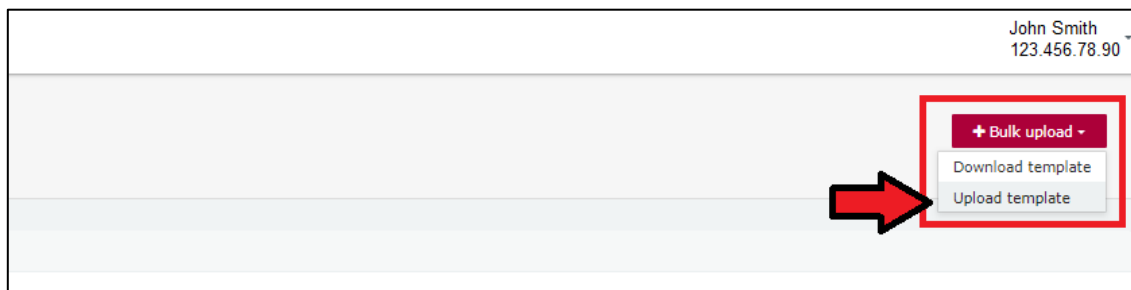 John Smith
123.456.78.90
+ Bulk upload
Download template
Upload template